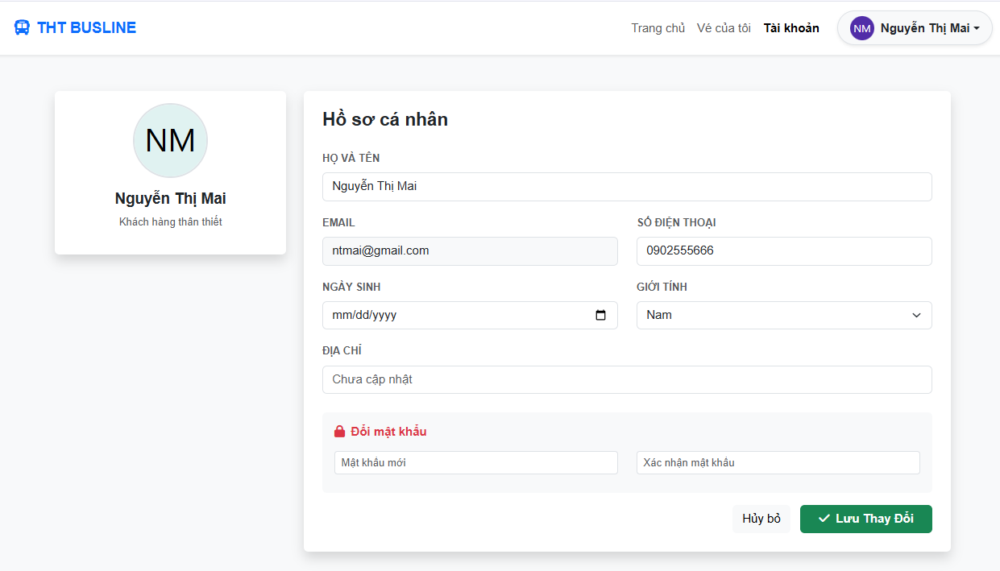 THT BUSLINE
Trang chủ Vé của tôi Tài khoản NM Nguyễn Thị Mai
NM
Nguyễn Thị Mai
Khách hàng thân thiết
Hồ sơ cá nhân
HỌ VÀ TÊN
Nguyễn Thị Mai
EMAIL SỐ ĐIỆN THOẠI
ntmai@gmail.com 0902555666
NGÀY SINH GIỚI TÍNH
mm/dd/yyyy Nam
ĐỊA CHỈ
Chưa cập nhật
Đổi mật khẩu
Mật khẩu mới Xác nhận mật khẩu
Hủy bỏ Lưu Thay Đổi